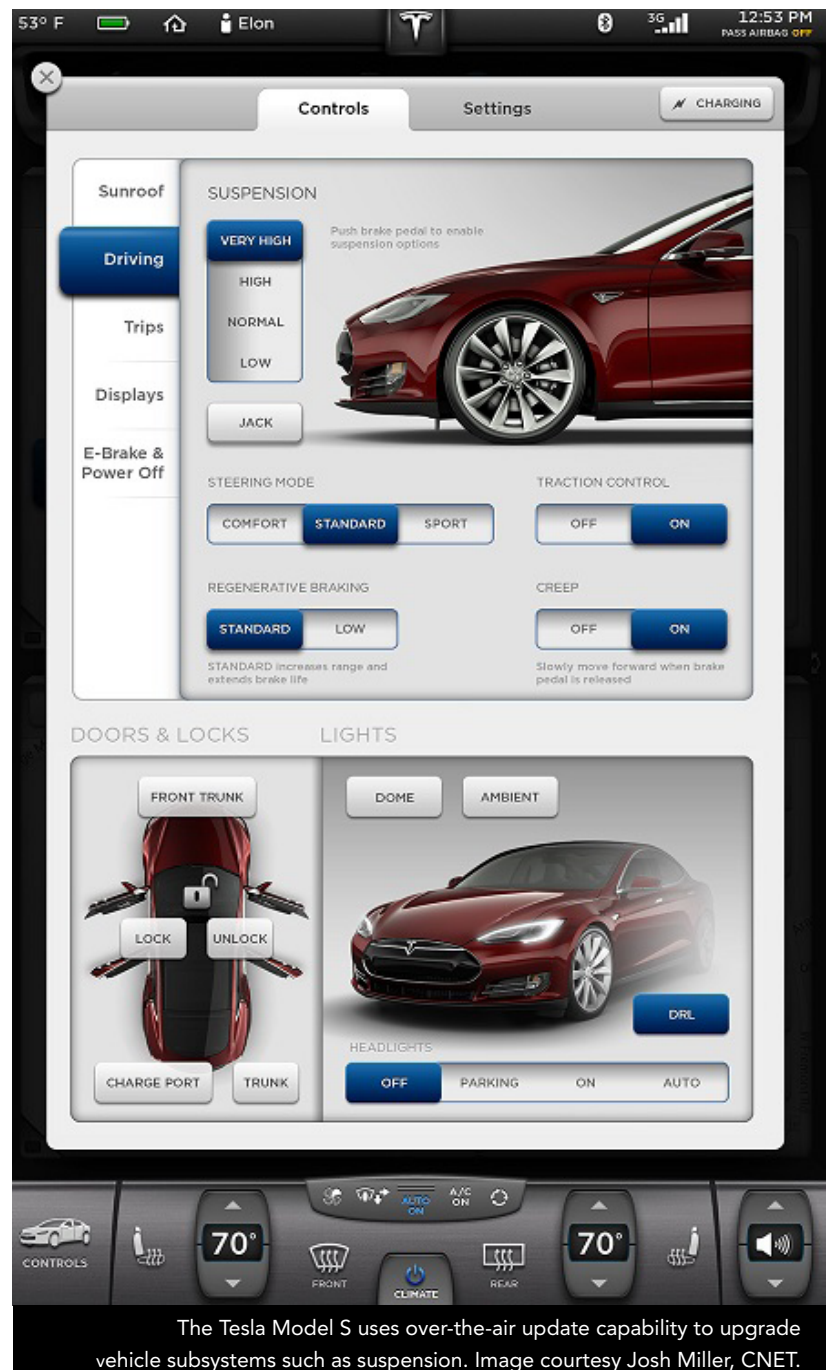 53° F
Elon
3G
12:53 PM
PASS AIRBAG OFF
Controls
Settings
CHARGING
Sunroof
Driving
Trips
Displays
E-Brake &
Power Off
SUSPENSION
VERY HIGH
HIGH
NORMAL
LOW
JACK
Push brake pedal to enable
suspension options
STEERING MODE
COMFORT STANDARD SPORT
TRACTION CONTROL
OFF ON
REGENERATIVE BRAKING
STANDARD LOW
STANDARD increases range and
extends brake life
CREEP
OFF ON
Slowly move forward when brake
pedal is released
DOORS & LOCKS
FRONT TRUNK
LOCK UNLOCK
CHARGE PORT TRUNK
LIGHTS
DOME AMBIENT
DRL
HEADLIGHTS
OFF PARKING ON AUTO
CONTROLS
70°
FRONT
AUTO
ON
A/C
ON
CLIMATE
REAR
70°
The Tesla Model S uses over-the-air update capability to upgrade
vehicle subsystems such as suspension. Image courtesy Josh Miller, CNET.